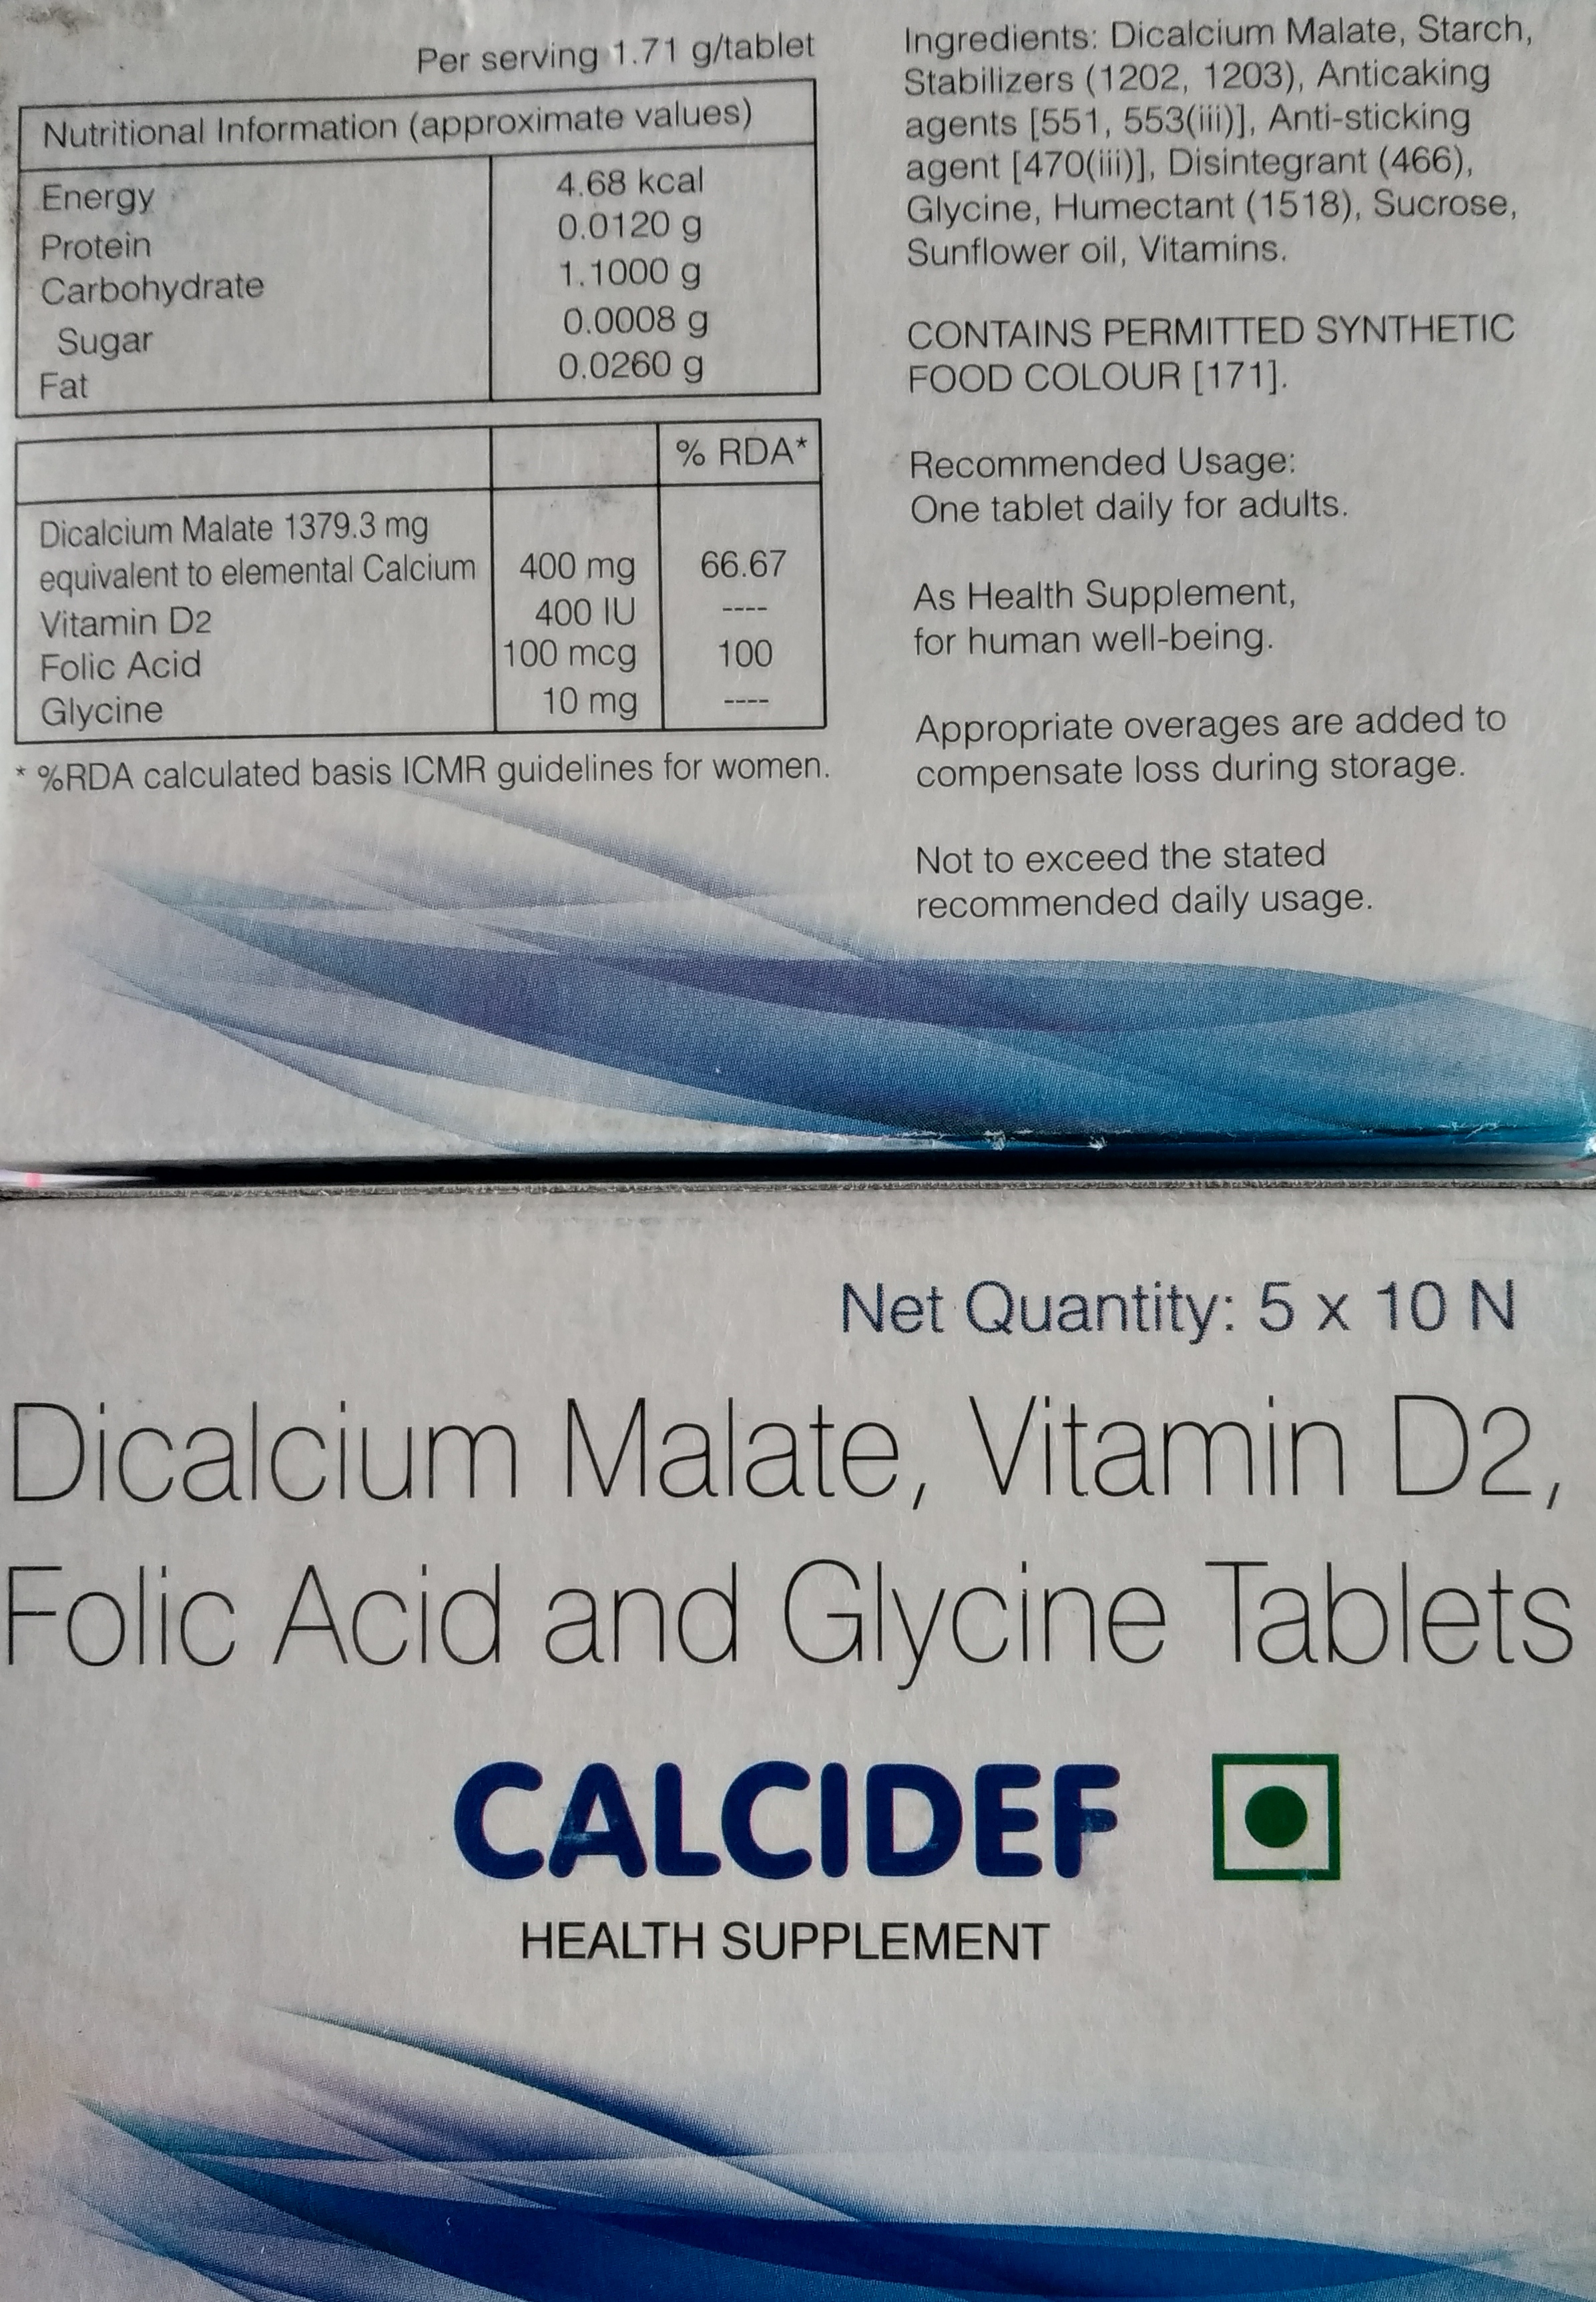 Per serving 1.71 g/tablet
Nutritional Information (approximate values)
Energy 4.68 kcal
Protein 0.0120 g
Carbohydrate 1.1000 g
Sugar 0.0008 g
Fat 0.0260 g
% RDA*
Dicalcium Malate 1379.3 mg
equivalent to elemental Calcium 400 mg 66.67
Vitamin D2 400 IU ----
Folic Acid 100 mcg 100
Glycine 10 mg ----
* %RDA calculated basis ICMR guidelines for women.
Ingredients: Dicalcium Malate, Starch,
Stabilizers (1202, 1203), Anticaking
agents [551, 553(iii)], Anti-sticking
agent [470(iii)], Disintegrant (466),
Glycine, Humectant (1518), Sucrose,
Sunflower oil, Vitamins.
CONTAINS PERMITTED SYNTHETIC
FOOD COLOUR [171].
Recommended Usage:
One tablet daily for adults.
As Health Supplement,
for human well-being.
Appropriate overages are added to
compensate loss during storage.
Not to exceed the stated
recommended daily usage.
Net Quantity: 5 x 10 N
Dicalcium Malate, Vitamin D2,
Folic Acid and Glycine Tablets
CALCIDEF
HEALTH SUPPLEMENT